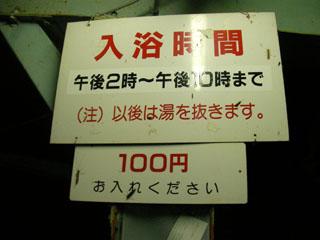 入浴時間
午後2時〜午後10時まで
(注)以後は湯を抜きます。
100円
お入れください